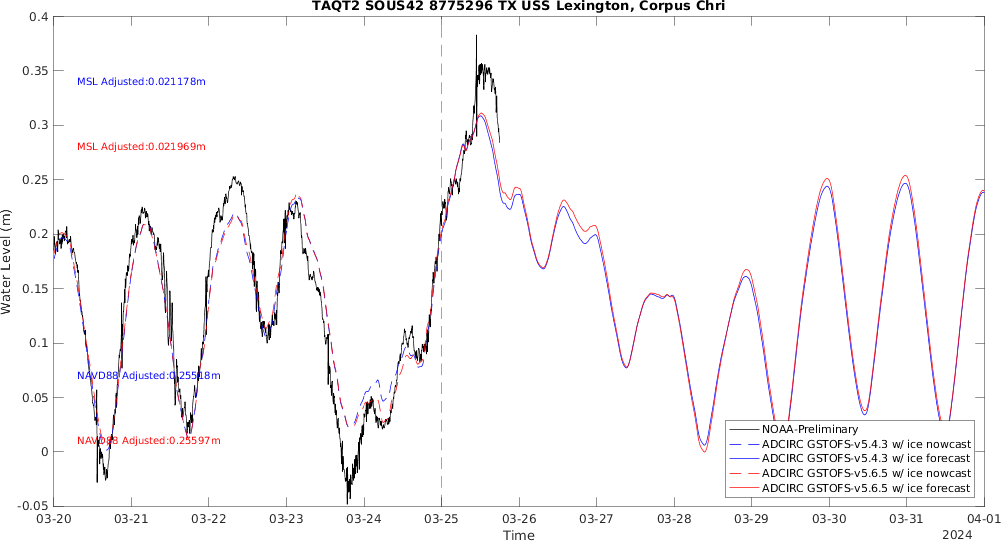 TAQT2 SOUS42 8775296 TX USS Lexington, Corpus Chri
0.4
0.35
0.3
0.25
0.2
0.15
0.1
0.05
0
-0.05
Water Level (m)
MSL Adjusted:0.021178m
MSL Adjusted:0.021969m
NAVD88 Adjusted:0.25518m
NAVD88 Adjusted:0.25597m
NOAA-Preliminary
ADCIRC GSTOFS-v5.4.3 w/ ice nowcast
ADCIRC GSTOFS-v5.4.3 w/ ice forecast
ADCIRC GSTOFS-v5.6.5 w/ ice nowcast
ADCIRC GSTOFS-v5.6.5 w/ ice forecast
03-20 03-21 03-22 03-23 03-24 03-25 03-26 03-27 03-28 03-29 03-30 03-31 04-01
Time
2024